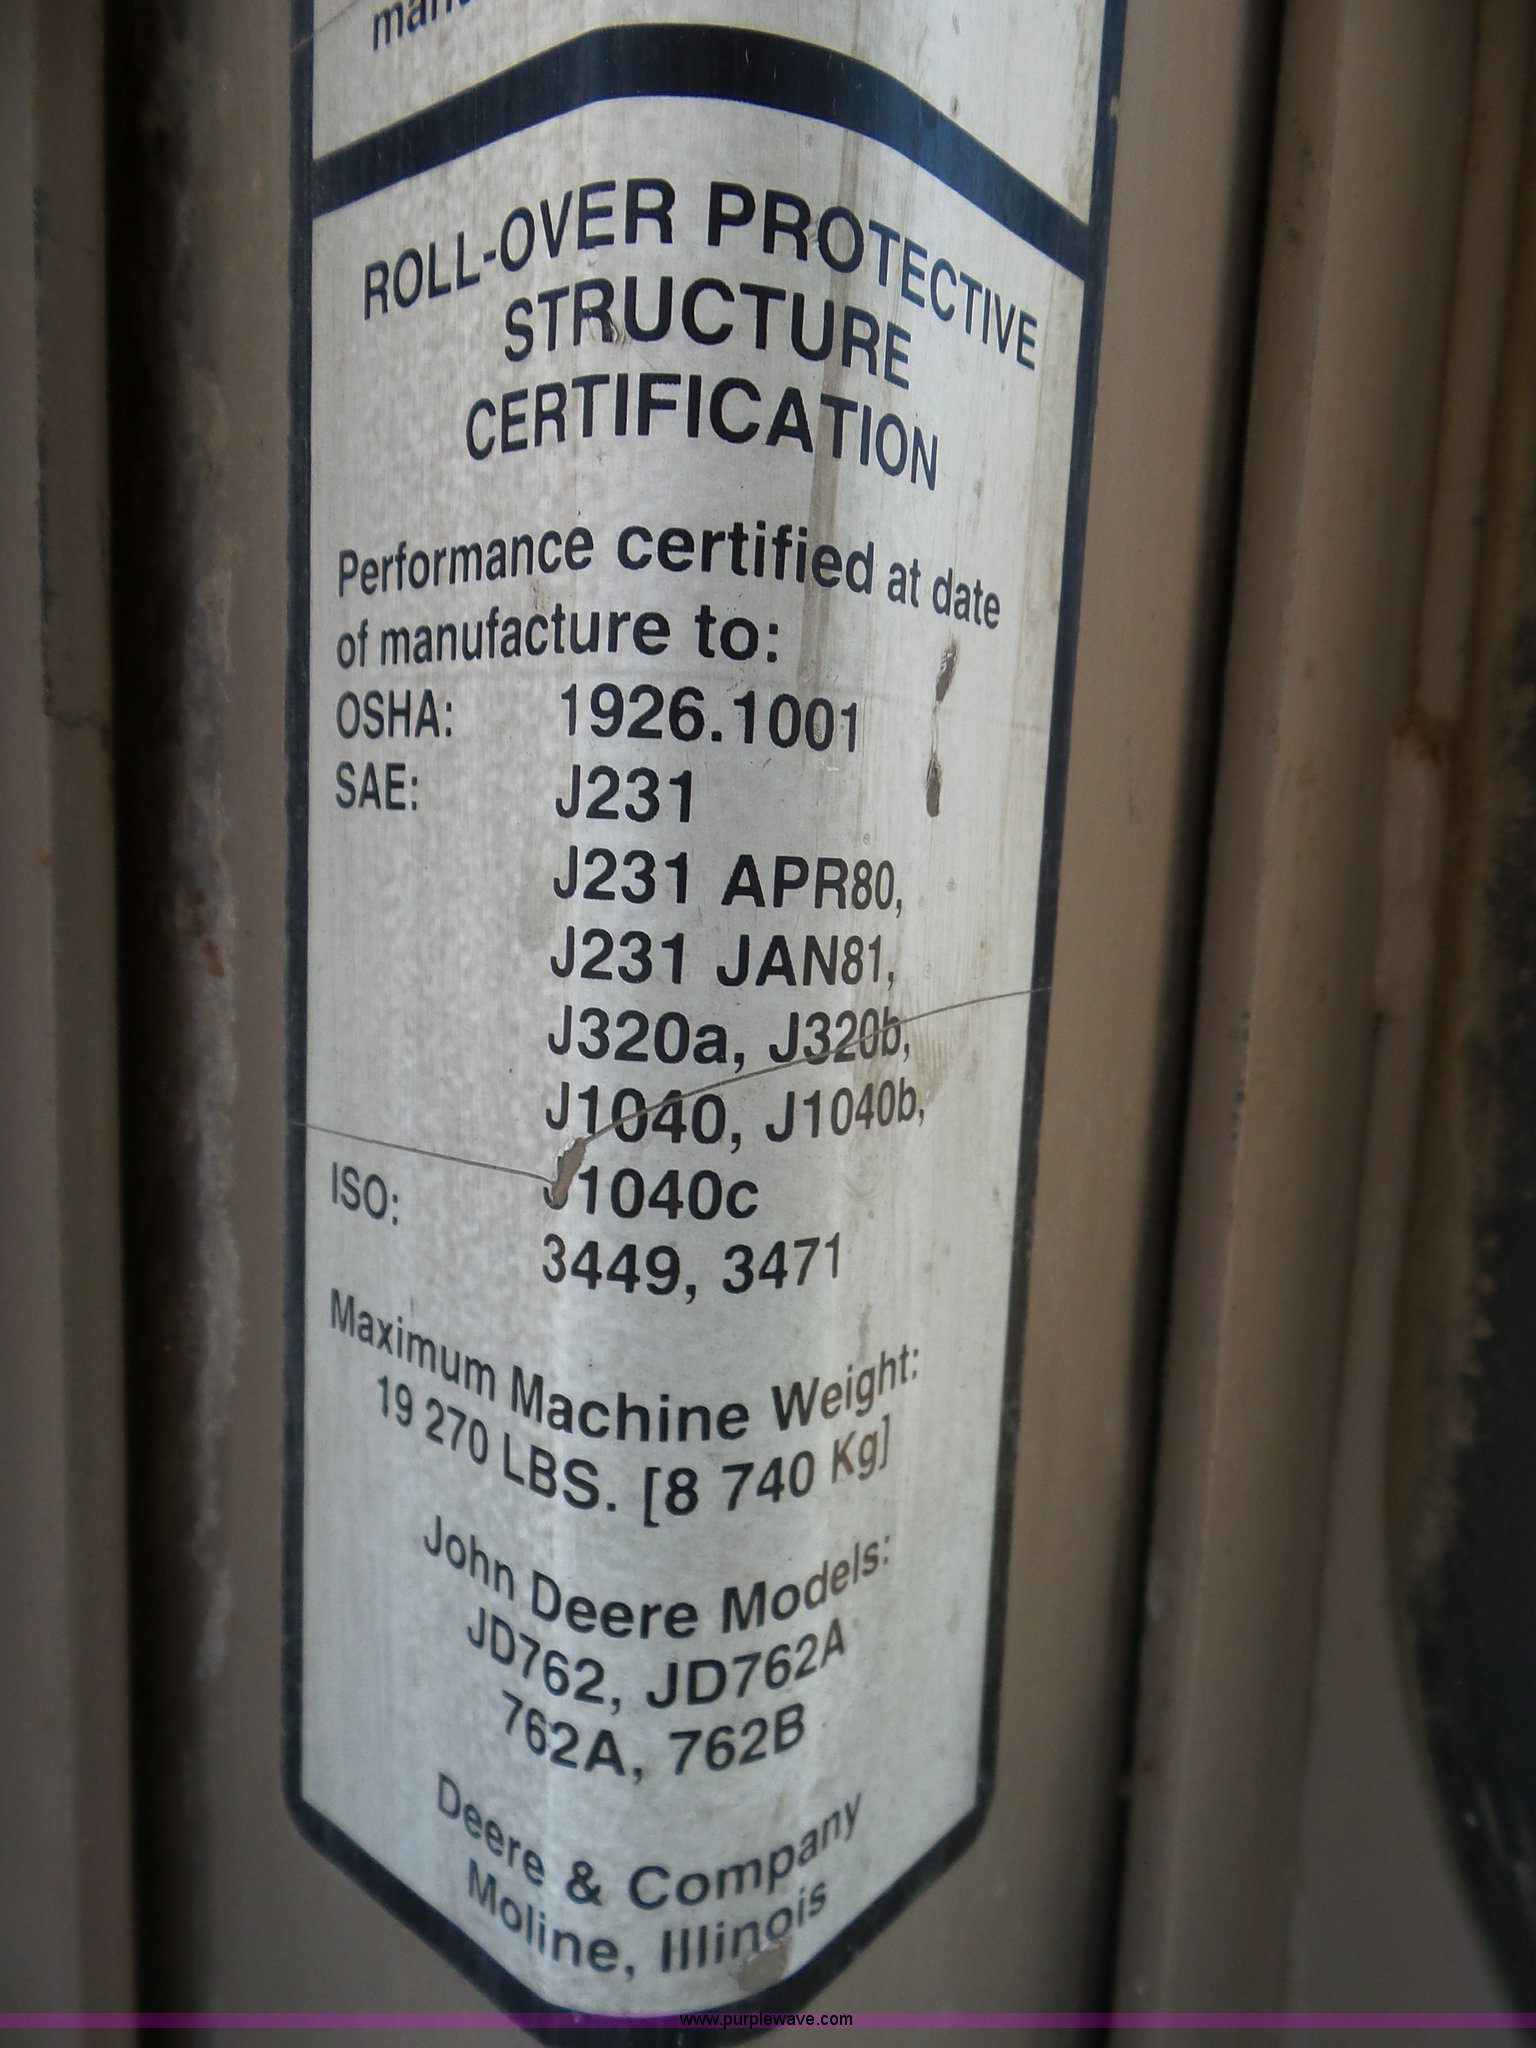 ROLL-OVER PROTECTIVE
STRUCTURE
CERTIFICATION
Performance certified at date
of manufacture to:
OSHA: 1926.1001
SAE: J231
J231 APR80,
J231 JAN81,
J320a, J320b,
J1040, J1040b,
J1040c
ISO: 3449, 3471
Maximum Machine Weight:
19 270 LBS. [8 740 Kg]
John Deere Models:
JD762, JD762A
762A, 762B
Deere & Company
Moline, Illinois
www.purplewave.com